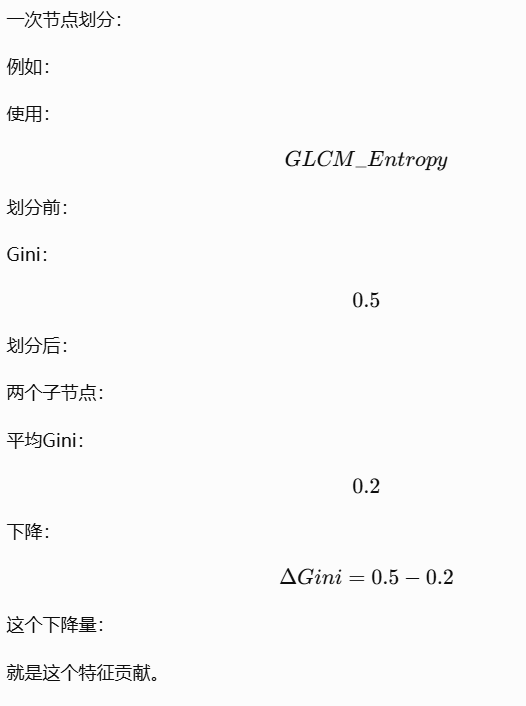 一次节点划分：
例如：
使用：
GLCM_Entropy
划分前：
Gini：
0.5
划分后：
两个子节点：
平均Gini：
0.2
下降：
ΔGini = 0.5 − 0.2
这个下降量：
就是这个特征贡献。